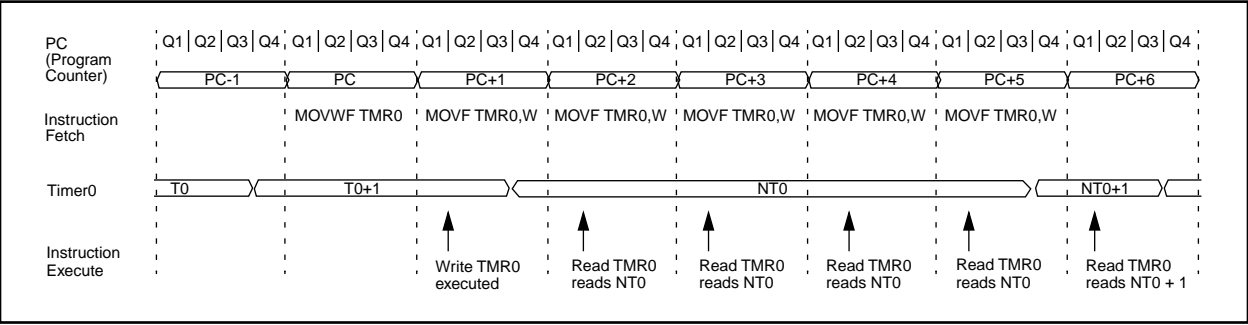 PC
(Program
Counter)
Q1 Q2 Q3 Q4 Q1 Q2 Q3 Q4 Q1 Q2 Q3 Q4 Q1 Q2 Q3 Q4 Q1 Q2 Q3 Q4 Q1 Q2 Q3 Q4 Q1 Q2 Q3 Q4 Q1 Q2 Q3 Q4
PC-1 PC PC+1 PC+2 PC+3 PC+4 PC+5 PC+6
Instruction
Fetch
MOVWF TMR0 MOVF TMR0,W MOVF TMR0,W MOVF TMR0,W MOVF TMR0,W MOVF TMR0,W
Timer0
T0 T0+1 NT0 NT0+1
Instruction
Execute
Write TMR0
executed
Read TMR0
reads NT0
Read TMR0
reads NT0
Read TMR0
reads NT0
Read TMR0
reads NT0
Read TMR0
reads NT0 + 1